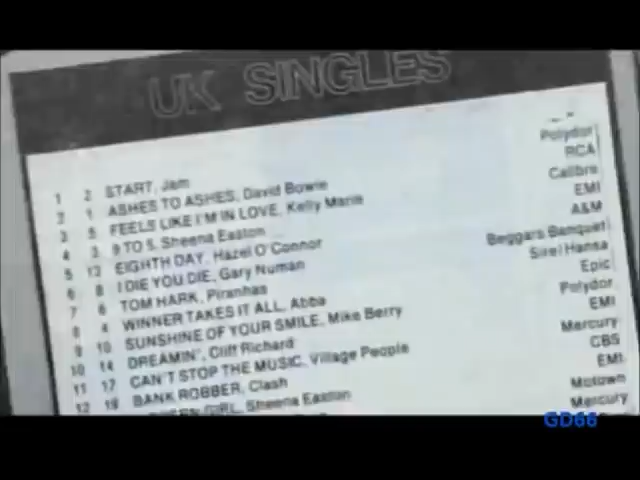 UK SINGLES
1 2 START, Jam Polydor
2 1 ASHES TO ASHES, David Bowie RCA
3 5 FEELS LIKE I'M IN LOVE, Kelly Marie Calibre
4 3 9 TO 5, Sheena Easton EMI
5 12 EIGHTH DAY, Hazel O'Connor A&M
6 8 I DIE YOU DIE, Gary Numan Beggars Banquet
7 6 TOM HARK, Piranhas Sire/Hansa
8 4 WINNER TAKES IT ALL, Abba Epic
9 10 SUNSHINE OF YOUR SMILE, Mike Berry Polydor
10 14 DREAMIN', Cliff Richard EMI
11 17 CAN'T STOP THE MUSIC, Village People Mercury
12 19 BANK ROBBER, Clash CBS
GIRL, Sheena Easton EMI
Motown
Mercury
GD66